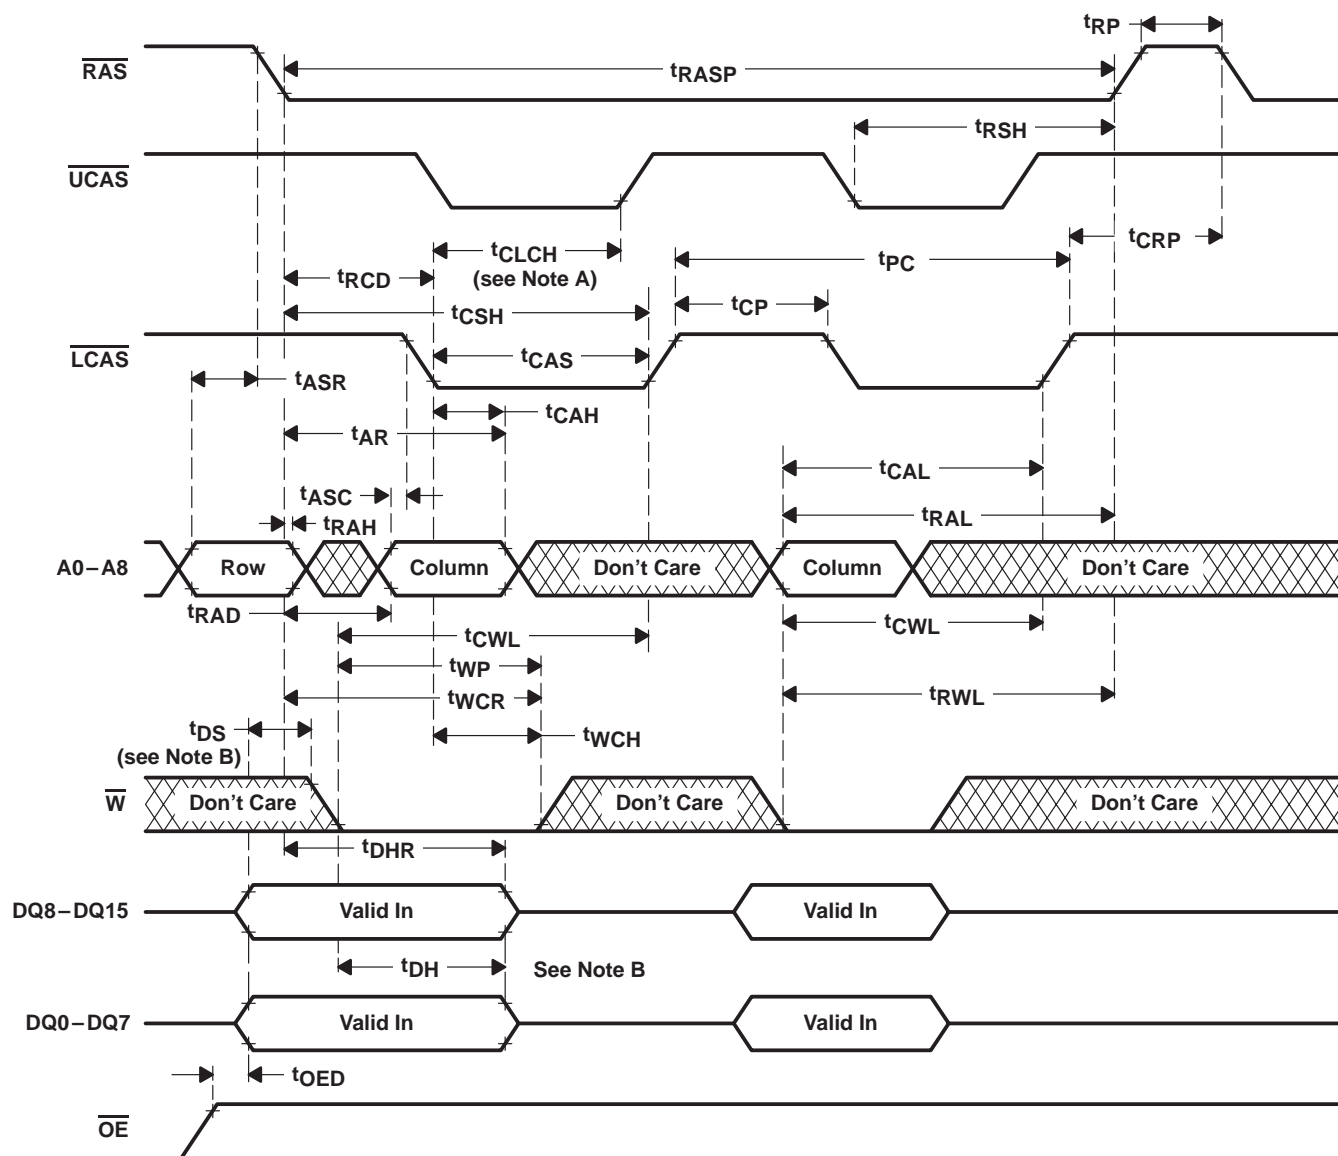 tRP
RAS
tRASP
tRSH
UCAS
tCRP
tCLCH
(see Note A)
tPC
tRCD
tCP
tCSH
LCAS
tCAS
tASR
tCAH
tAR
tCAL
tASC
tRAL
tRAH
A0–A8
Row
Column
Don't Care
Column
Don't Care
tRAD
tCWL
tCWL
tWP
tWCR
tRWL
tDS
(see Note B)
tWCH
W
Don't Care
Don't Care
Don't Care
tDHR
DQ8–DQ15
Valid In
Valid In
tDH
See Note B
DQ0–DQ7
Valid In
Valid In
tOED
OE